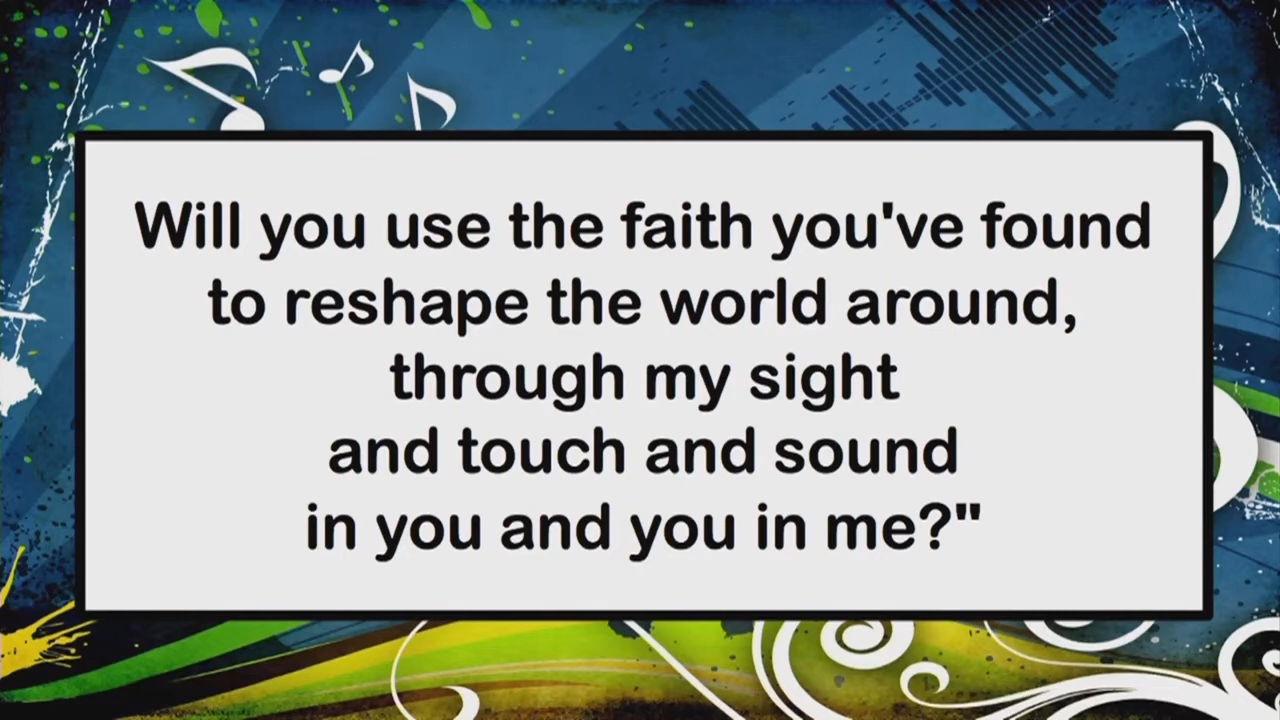 Will you use the faith you've found
to reshape the world around,
through my sight
and touch and sound
in you and you in me?"